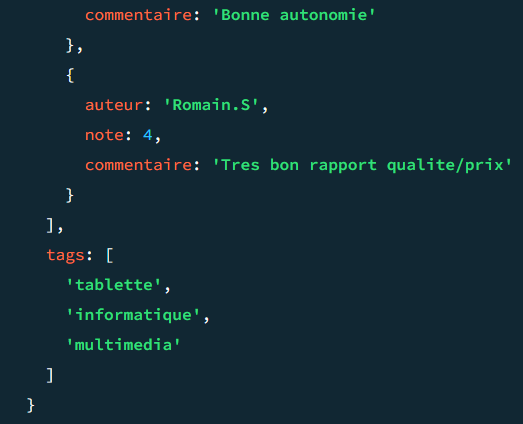 commentaire: 'Bonne autonomie'
},
{
auteur: 'Romain.S',
note: 4,
commentaire: 'Tres bon rapport qualite/prix'
}
],
tags: [
'tablette',
'informatique',
'multimedia'
]
}